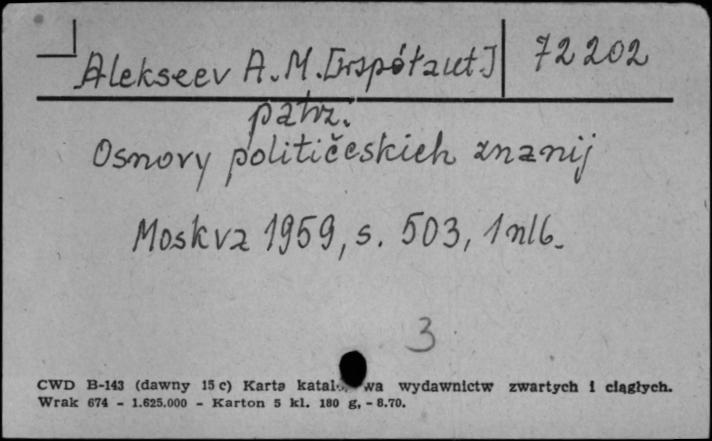 Alekseev A. M. [współaut] 72 202
patrz:
Osnovy političeskich znanij
Moskva 1959, s. 503, 1 nlb.
3
CWD B-143 (dawny 15 c) Karta wa wydawnictw zwartych i ciągłych.
Wrak 674 - 1.625.000 - Karton 5 kl. 180 g, - 8.70.